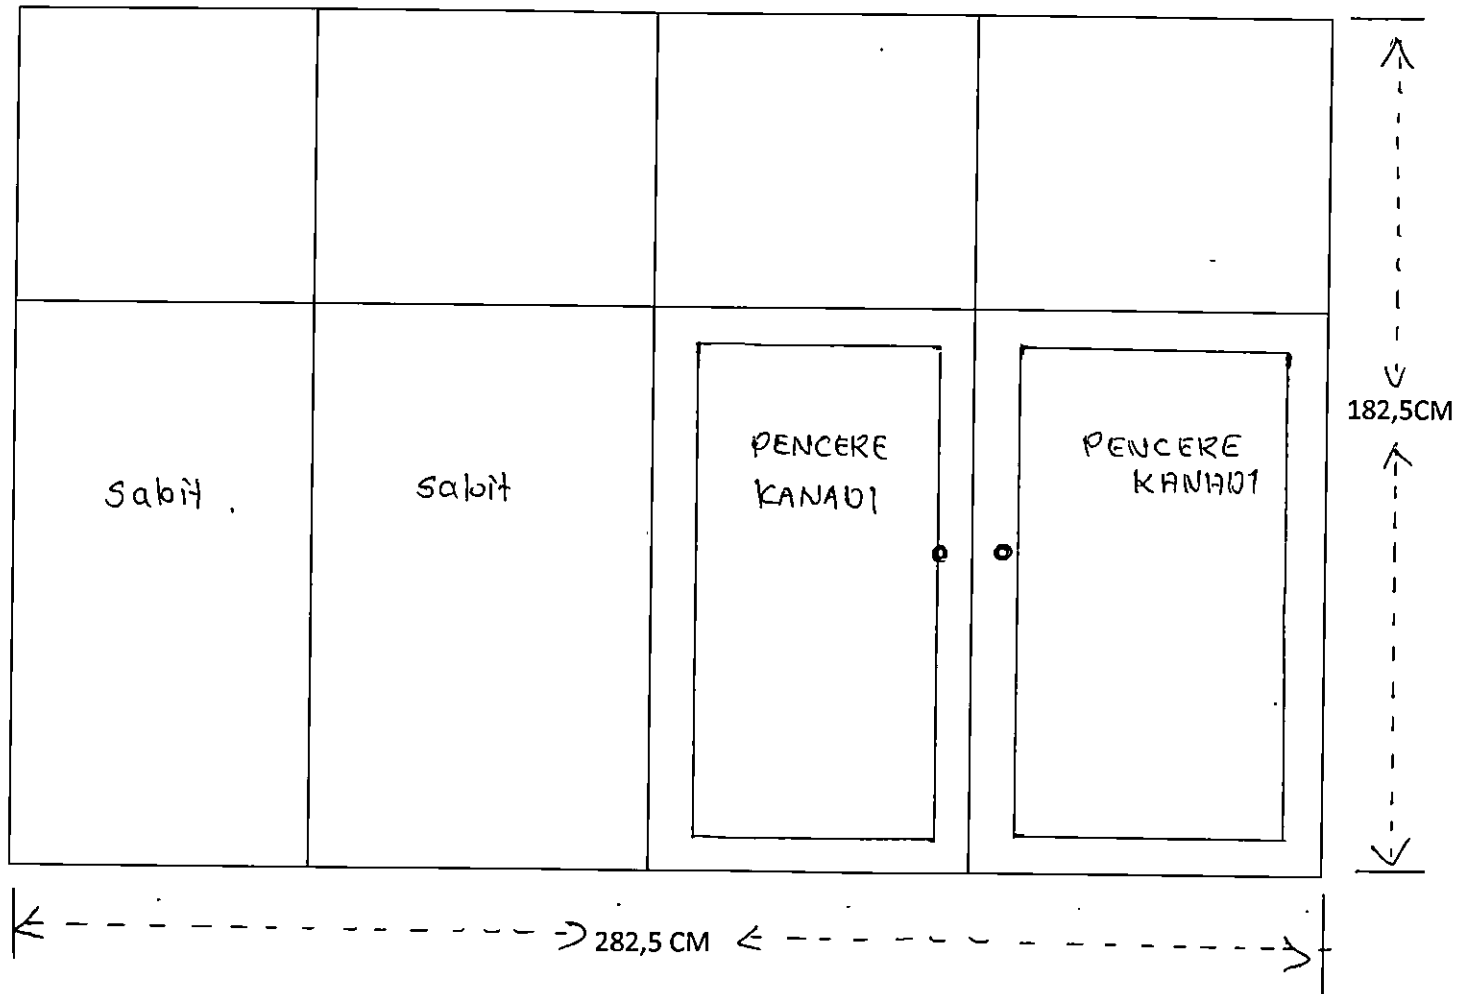 Sabit
Sabit
PENCERE
KANADI
PENCERE
KANADI
182,5CM
282,5 CM